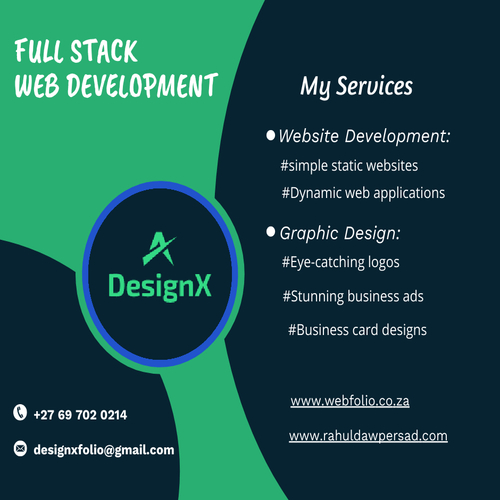 FULL STACK
WEB DEVELOPMENT
DesignX
+27 69 702 0214
designxfolio@gmail.com
My Services
Website Development:
#simple static websites
#Dynamic web applications
Graphic Design:
#Eye-catching logos
#Stunning business ads
#Business card designs
www.webfolio.co.za
www.rahuldawpersad.com